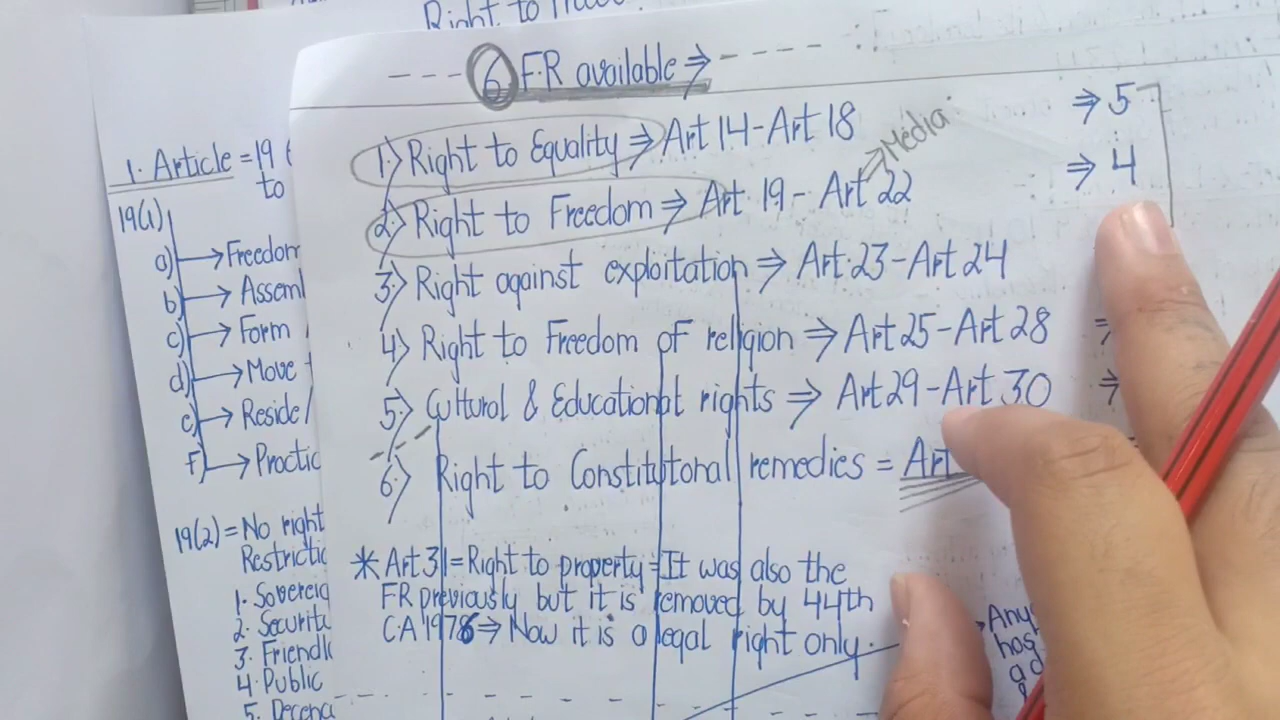 Right to
6 F.R available ⇒
1) Right to Equality ⇒ Art 14-Art 18 ⇒ 5
Media
2) Right to Freedom ⇒ Art 19 - Art 22 ⇒ 4
3) Right against exploitation ⇒ Art.23-Art 24
4) Right to Freedom of religion ⇒ Art 25-Art 28 ⇒
5) Cultural & Educational rights ⇒ Art 29-Art 30 ⇒
6) Right to Constitutonal remedies = Art
* Art 31 = Right to property = It was also the
FR previously but it is removed by 44th
C.A 1978 ⇒ Now it is a legal right only.
1. Article = 19
to
19(1)
a) → Freedom
b) → Assem
c) → Form
d) → Move
e) → Reside/
f) → Practic
19(2) = No right
Restrictio
1. Sovereig
2. Securit
3. Friendl
4. Public
5. Decenc
Any
hos
ad